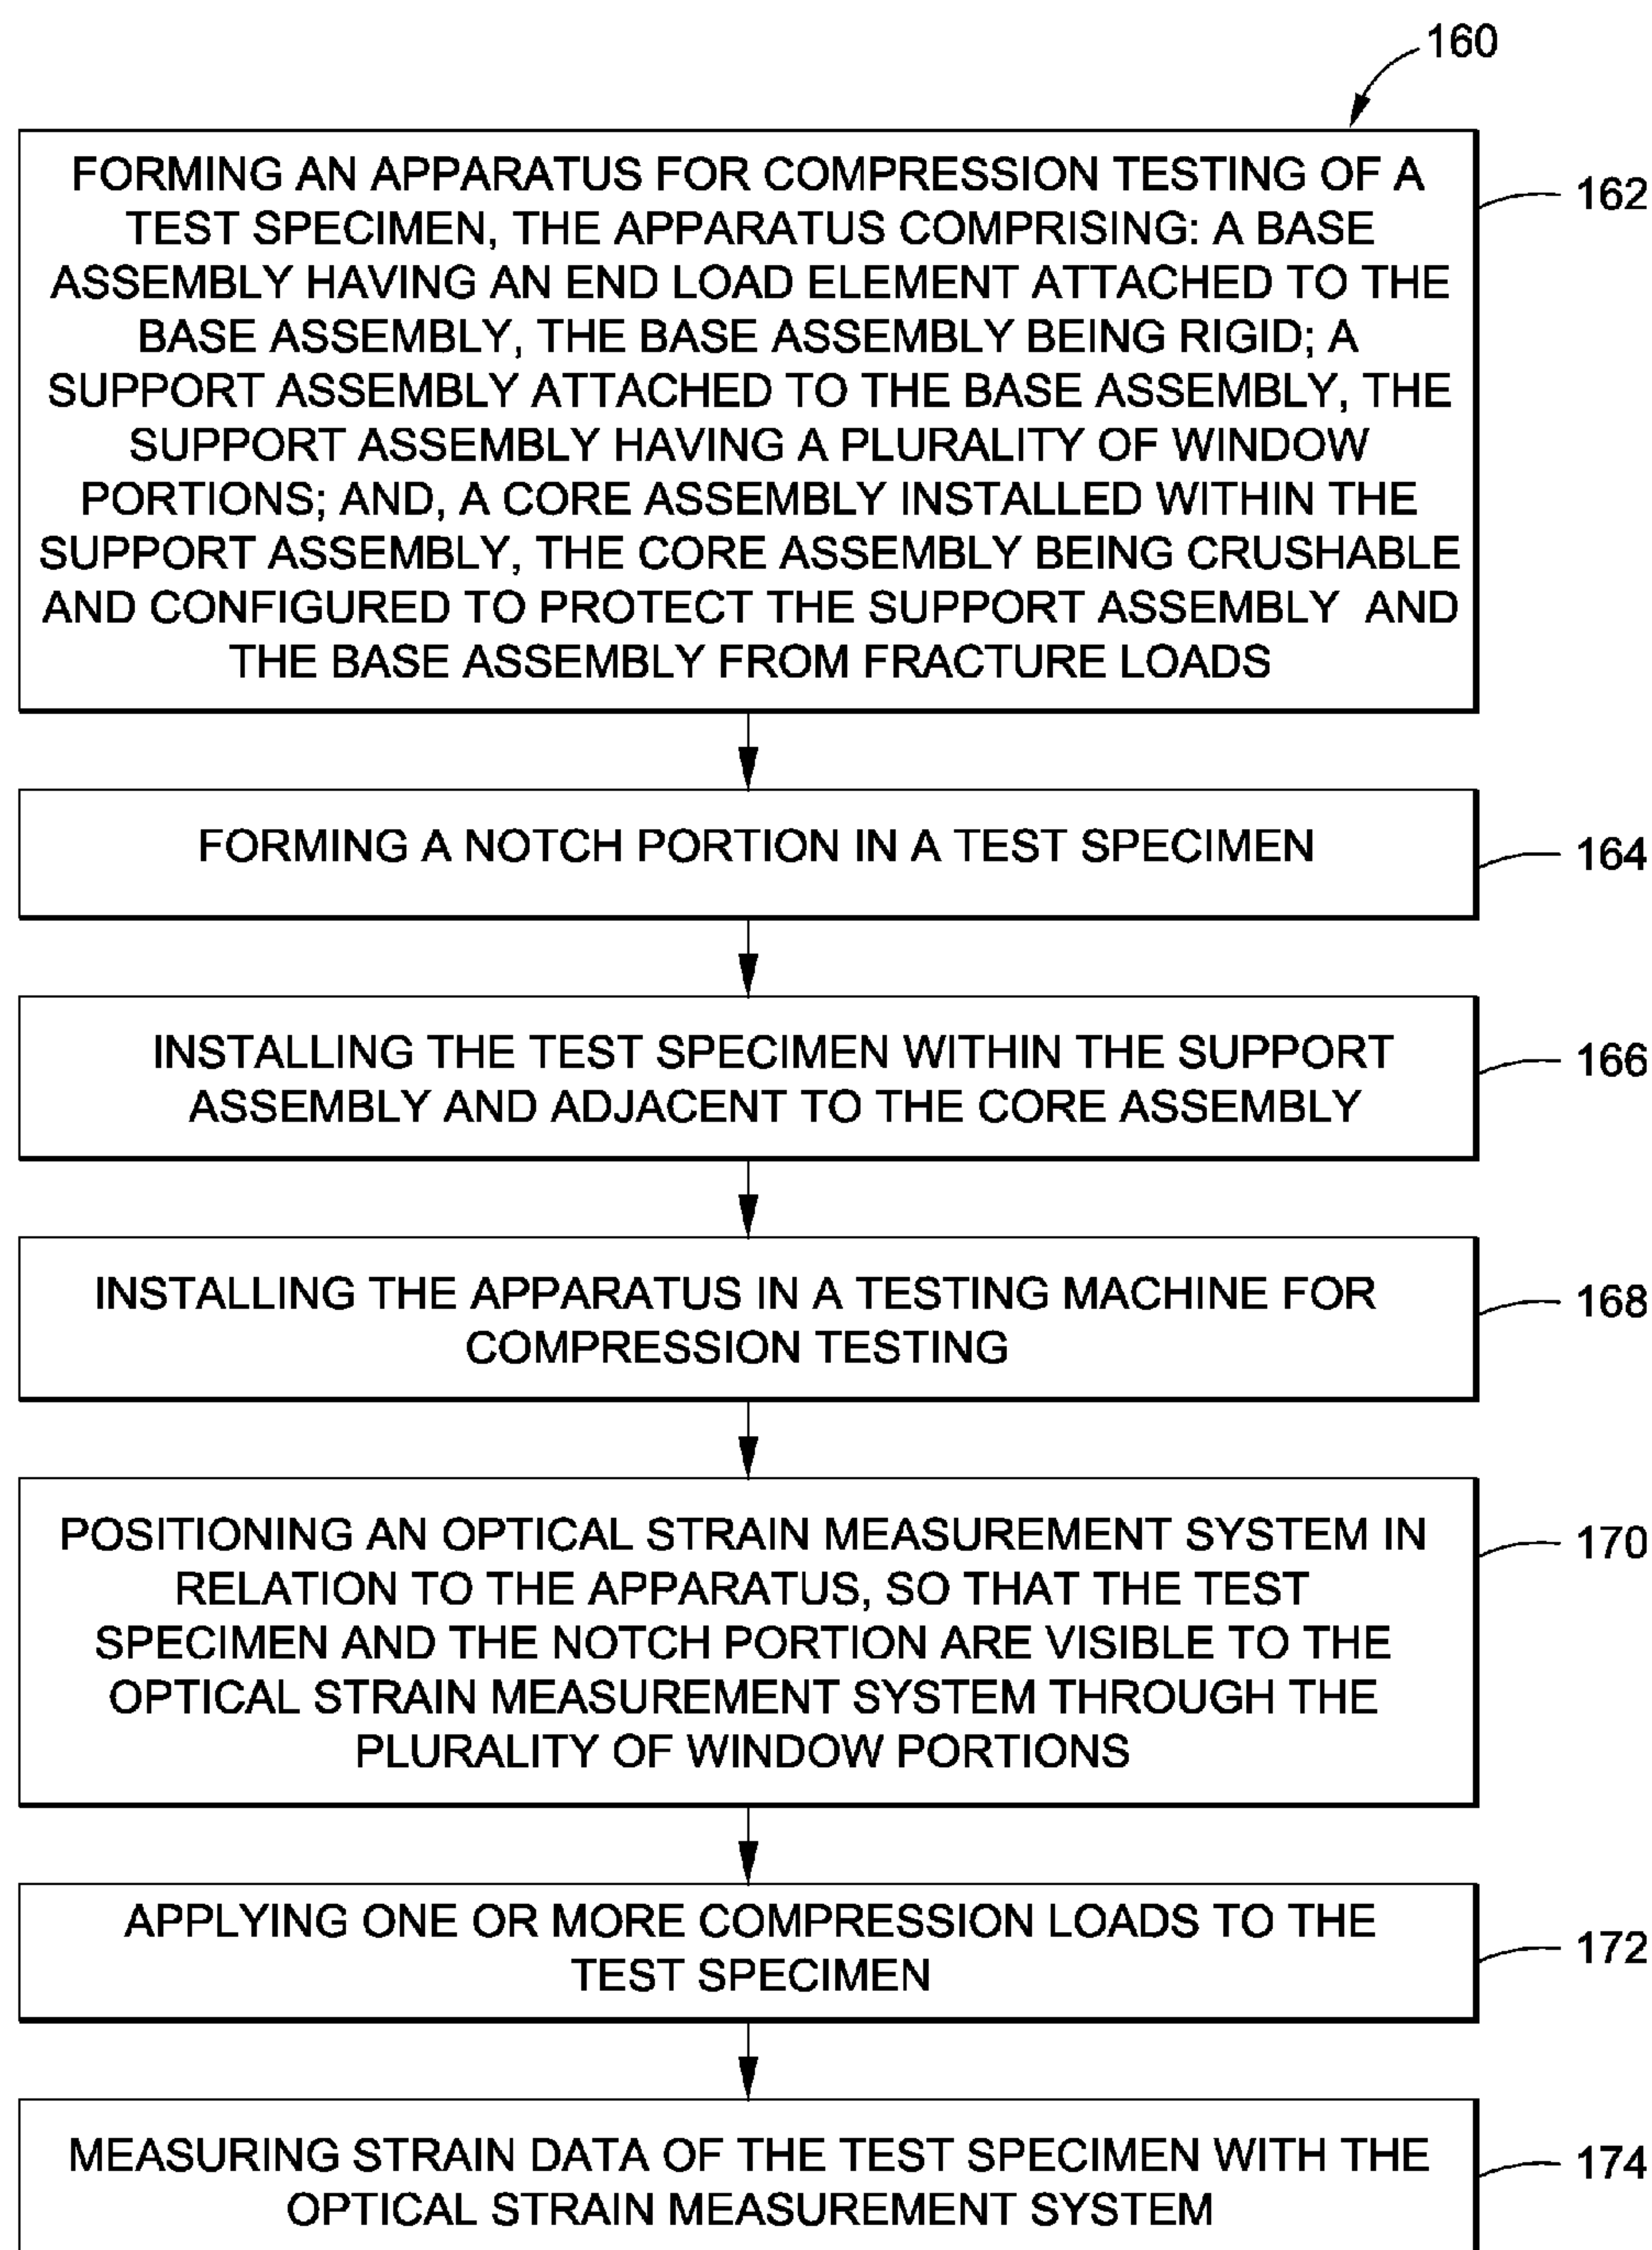 160
FORMING AN APPARATUS FOR COMPRESSION TESTING OF A
TEST SPECIMEN, THE APPARATUS COMPRISING: A BASE
ASSEMBLY HAVING AN END LOAD ELEMENT ATTACHED TO THE
BASE ASSEMBLY, THE BASE ASSEMBLY BEING RIGID; A
SUPPORT ASSEMBLY ATTACHED TO THE BASE ASSEMBLY, THE
SUPPORT ASSEMBLY HAVING A PLURALITY OF WINDOW
PORTIONS; AND, A CORE ASSEMBLY INSTALLED WITHIN THE
SUPPORT ASSEMBLY, THE CORE ASSEMBLY BEING CRUSHABLE
AND CONFIGURED TO PROTECT THE SUPPORT ASSEMBLY AND
THE BASE ASSEMBLY FROM FRACTURE LOADS
162
FORMING A NOTCH PORTION IN A TEST SPECIMEN
164
INSTALLING THE TEST SPECIMEN WITHIN THE SUPPORT
ASSEMBLY AND ADJACENT TO THE CORE ASSEMBLY
166
INSTALLING THE APPARATUS IN A TESTING MACHINE FOR
COMPRESSION TESTING
168
POSITIONING AN OPTICAL STRAIN MEASUREMENT SYSTEM IN
RELATION TO THE APPARATUS, SO THAT THE TEST
SPECIMEN AND THE NOTCH PORTION ARE VISIBLE TO THE
OPTICAL STRAIN MEASUREMENT SYSTEM THROUGH THE
PLURALITY OF WINDOW PORTIONS
170
APPLYING ONE OR MORE COMPRESSION LOADS TO THE
TEST SPECIMEN
172
MEASURING STRAIN DATA OF THE TEST SPECIMEN WITH THE
OPTICAL STRAIN MEASUREMENT SYSTEM
174